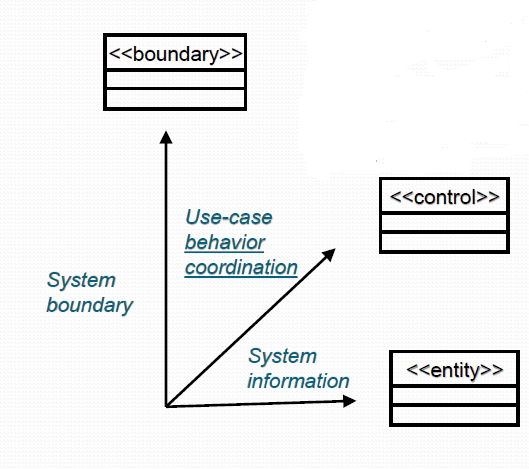 <<boundary>>
Use-case
behavior
coordination
<<control>>
System
boundary
System
information
<<entity>>